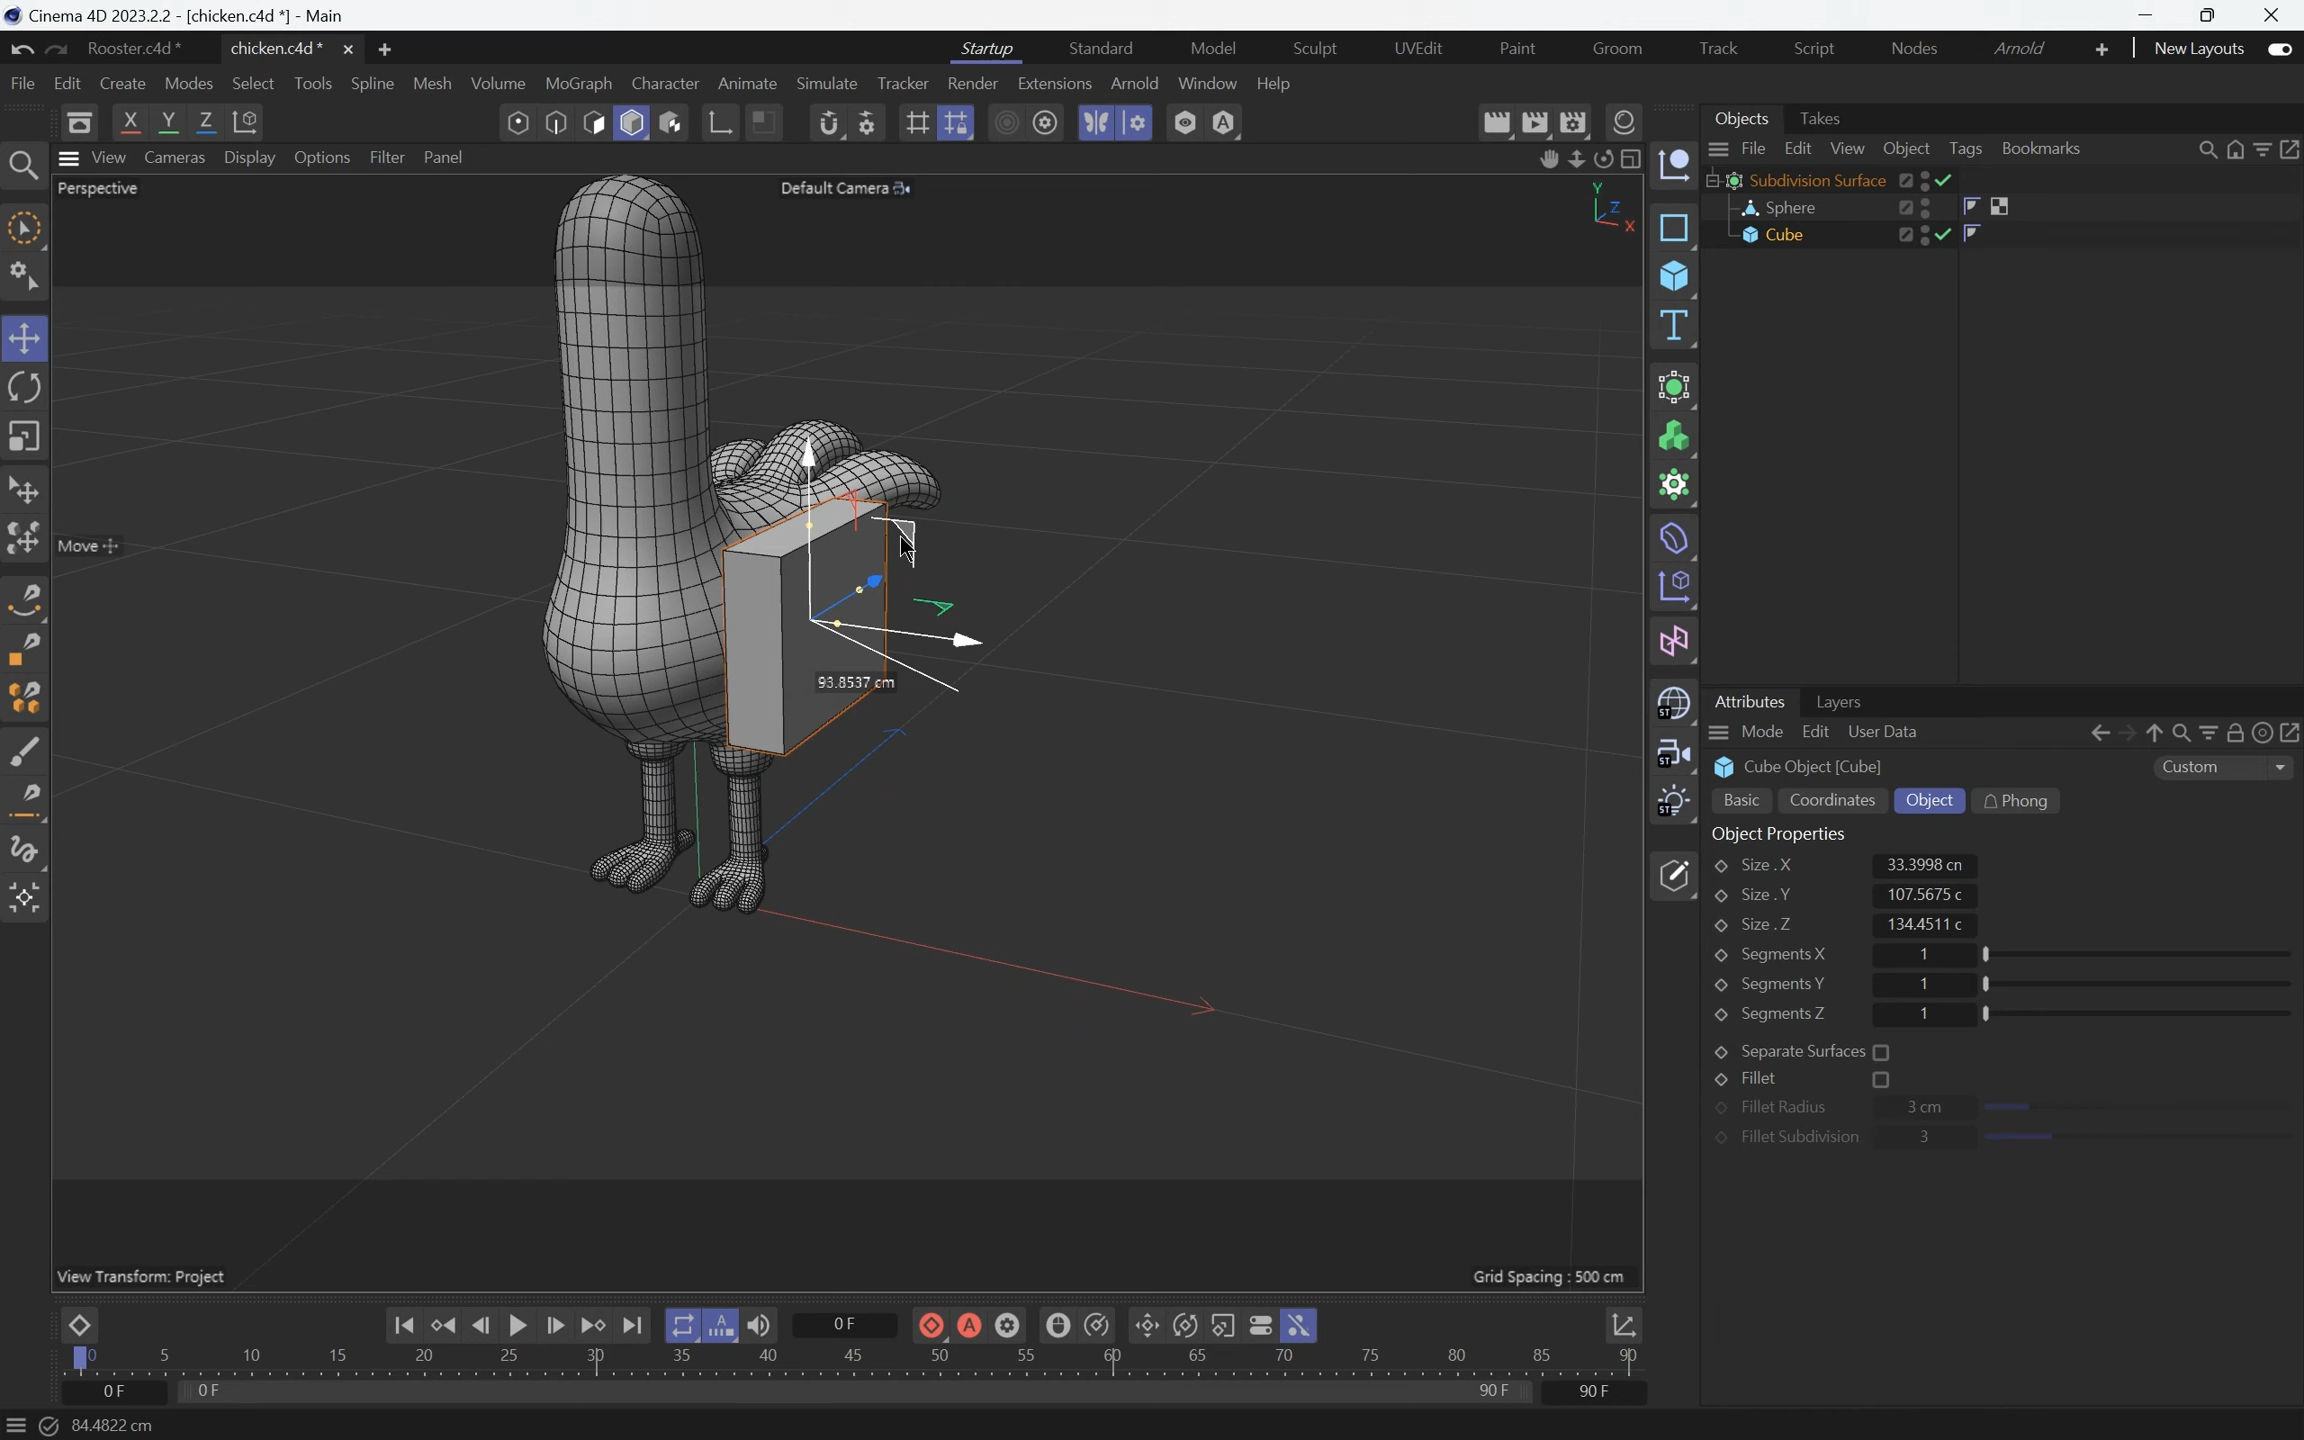 Cinema 4D 2023.2.2 - [chicken.c4d *] - Main
Rooster.c4d *
chicken.c4d *
Startup
Standard
Model
Sculpt
UVEdit
Paint
Groom
Track
Script
Nodes
Arnold
New Layouts
File
Edit
Create
Modes
Select
Tools
Spline
Mesh
Volume
MoGraph
Character
Animate
Simulate
Tracker
Render
Extensions
Arnold
Window
Help
X
Y
Z
View
Cameras
Display
Options
Filter
Panel
Perspective
Default Camera
Y
Z
X
Move
93.8537 cm
View Transform: Project
Grid Spacing : 500 cm
ST
ST
ST
Objects
Takes
File
Edit
View
Object
Tags
Bookmarks
Subdivision Surface
Sphere
Cube
Attributes
Layers
Mode
Edit
User Data
Cube Object [Cube]
Custom
Basic
Coordinates
Object
Phong
Object Properties
Size . X 33.3998 cn
Size . Y 107.5675 c
Size . Z 134.4511 c
Segments X 1
Segments Y 1
Segments Z 1
Separate Surfaces
Fillet
Fillet Radius 3 cm
Fillet Subdivision 3
0 F
0 5 10 15 20 25 30 35 40 45 50 55 60 65 70 75 80 85 90
0 F
0 F
90 F
90 F
84.4822 cm